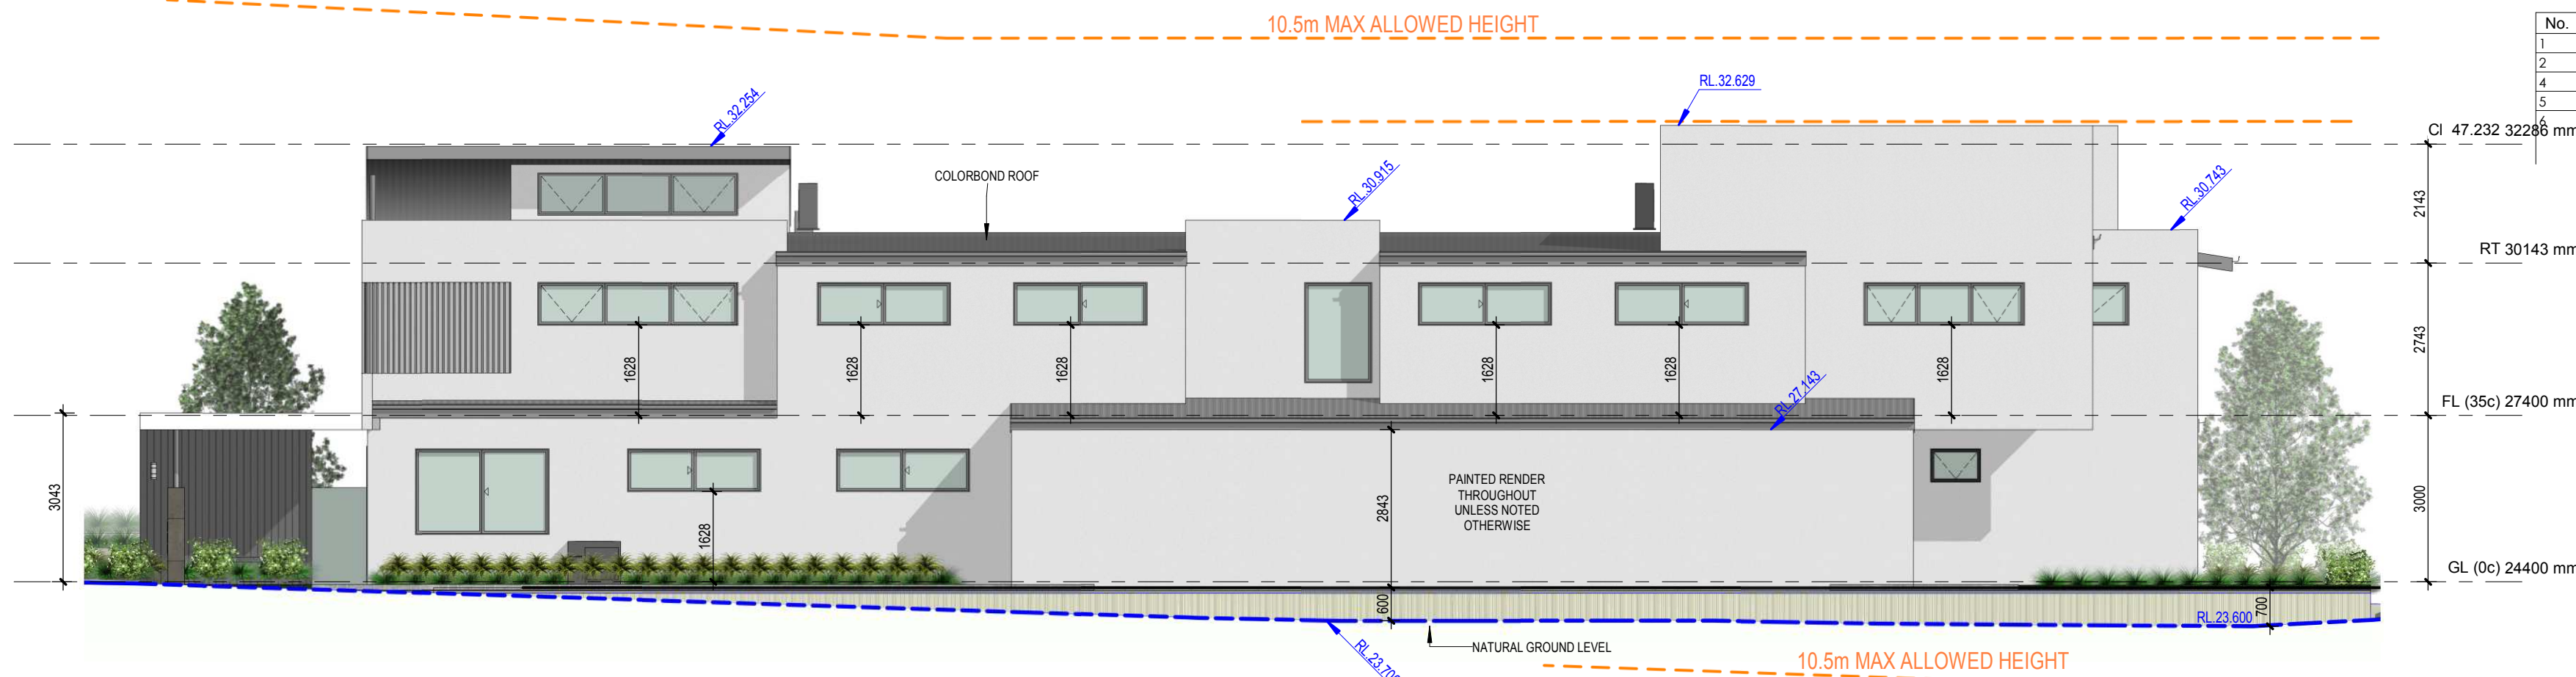 10.5m MAX ALLOWED HEIGHT
No.
1
2
4
5
6
RL.32.254
RL.32.629
Cl 47.232 32286 mm
COLORBOND ROOF
RL.30.915
RL.30.743
2143
RT 30143 mm
2743
1628
1628
1628
1628
1628
1628
RL.27.143
FL (35c) 27400 mm
3043
1628
2843
PAINTED RENDER
THROUGHOUT
UNLESS NOTED
OTHERWISE
3000
GL (0c) 24400 mm
600
RL.23.600
700
NATURAL GROUND LEVEL
10.5m MAX ALLOWED HEIGHT